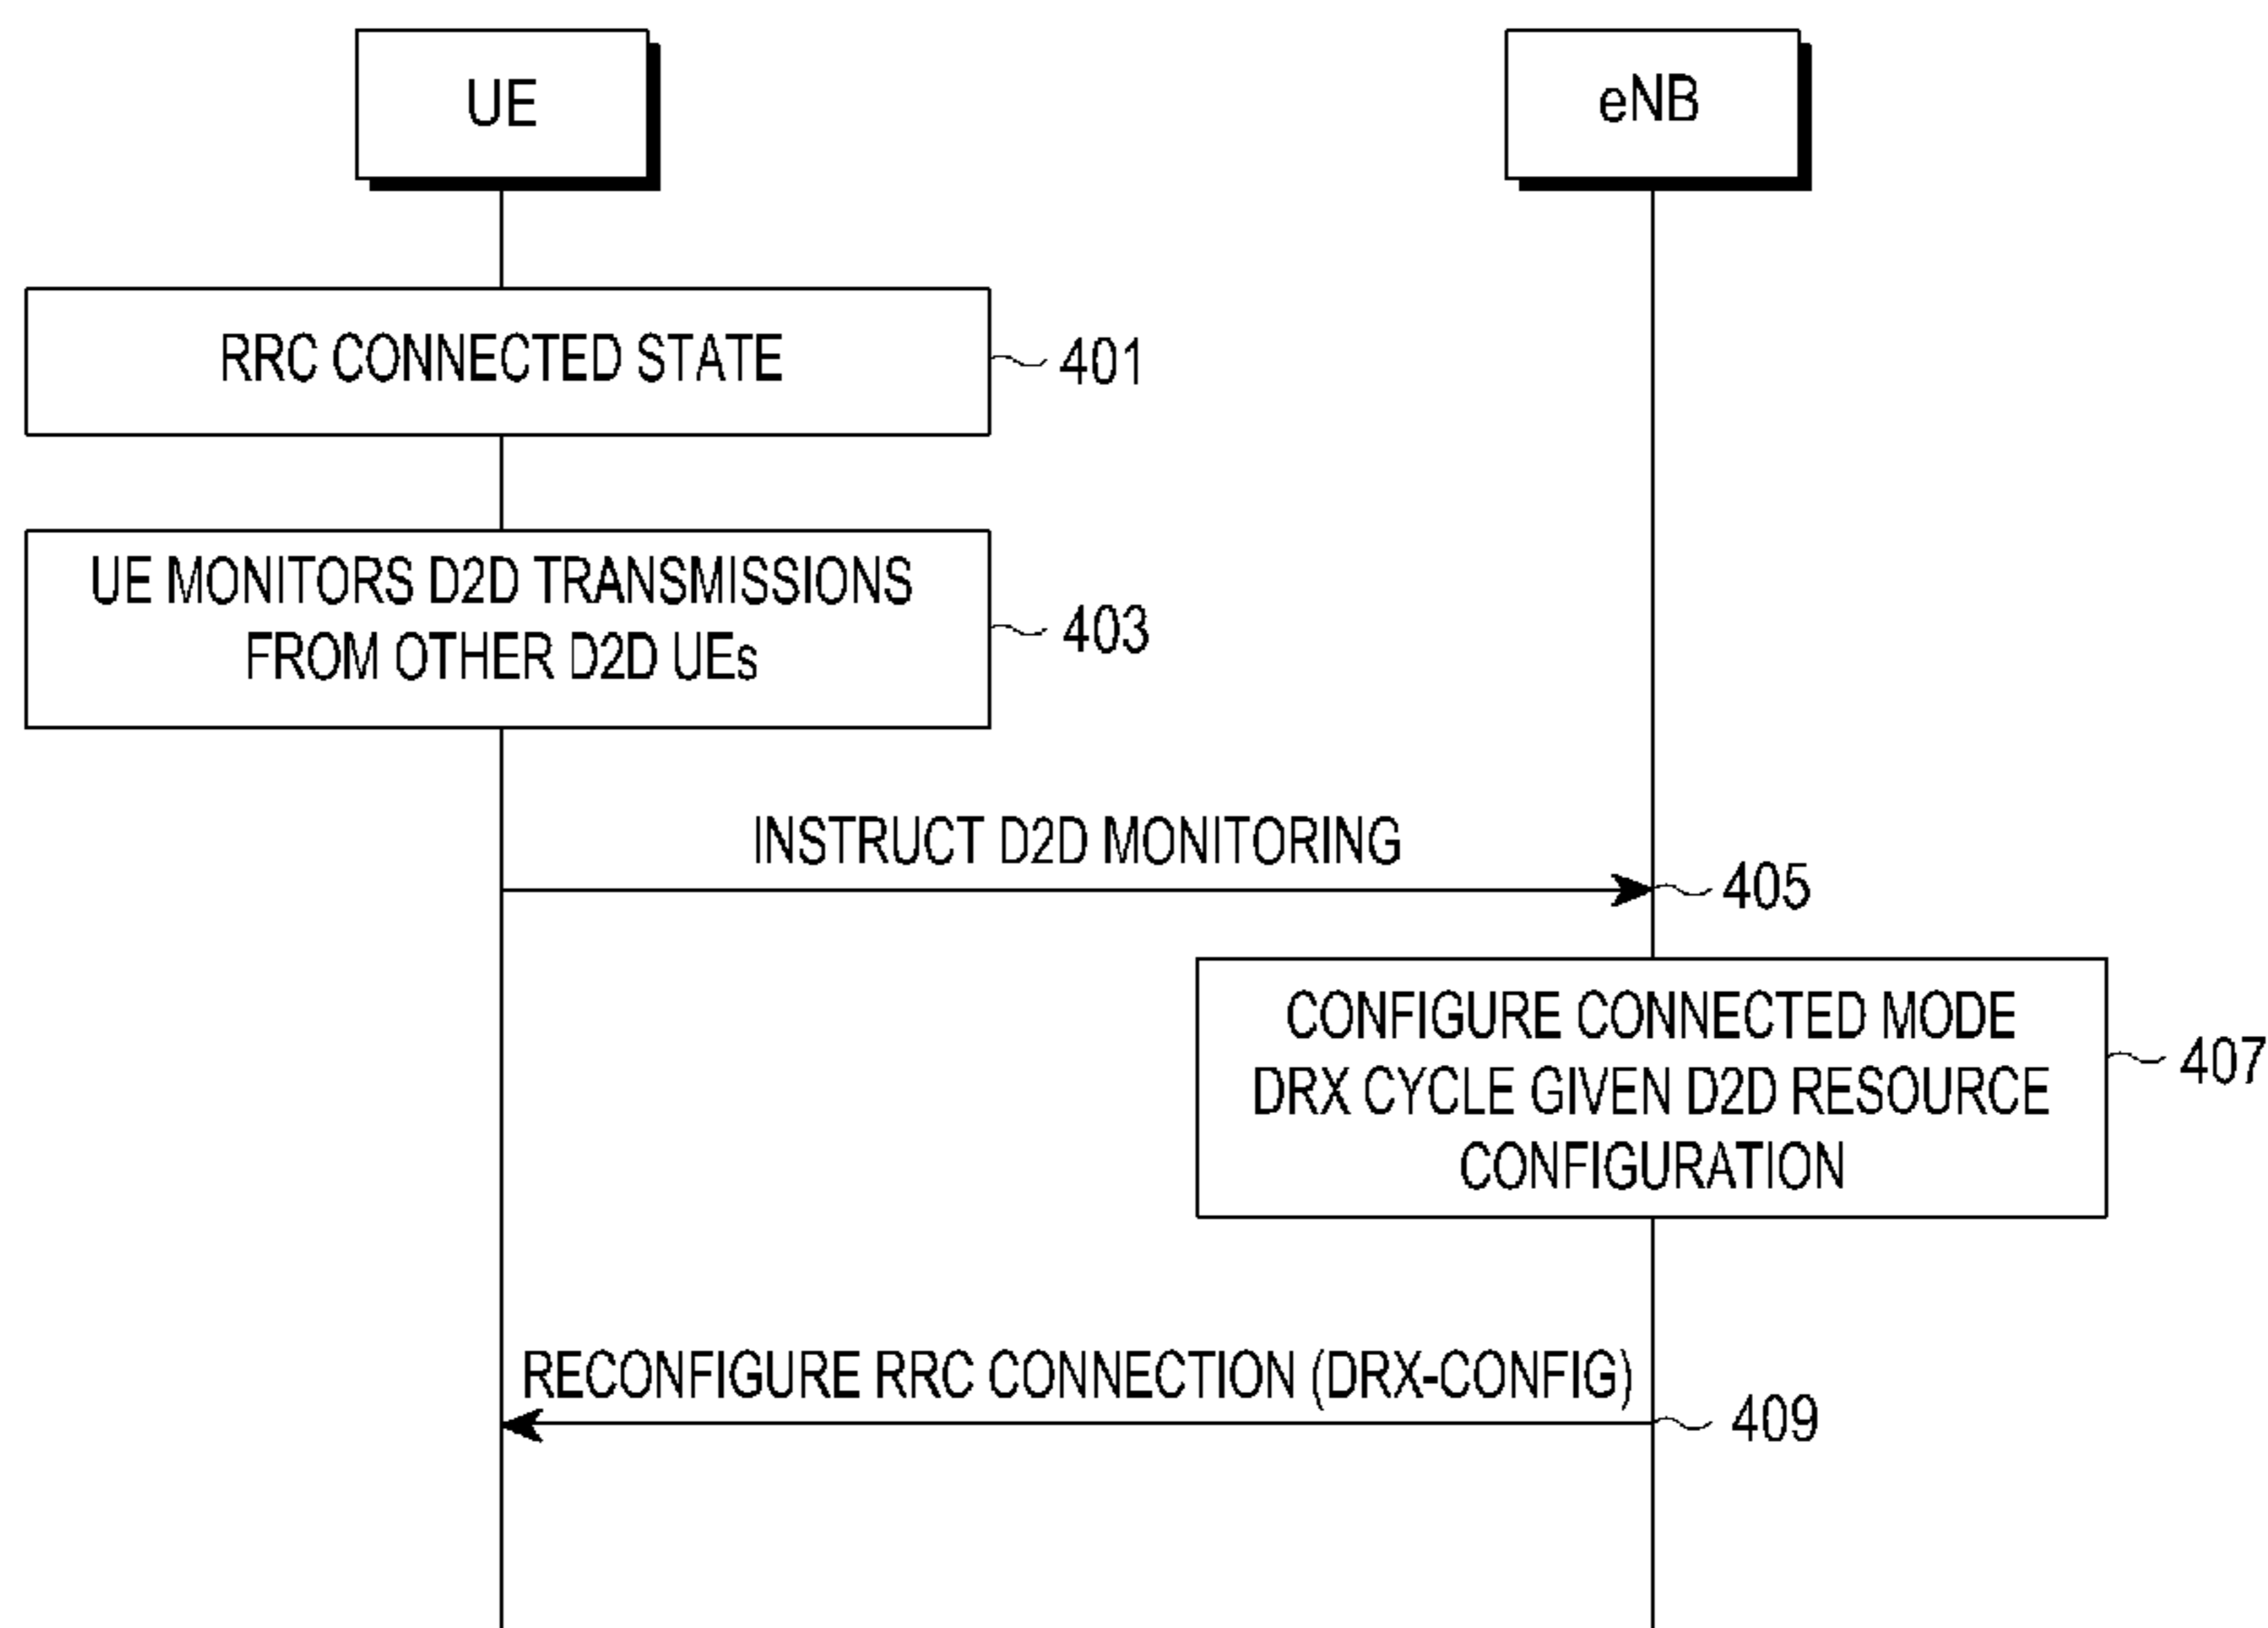 UE
eNB
RRC CONNECTED STATE
401
UE MONITORS D2D TRANSMISSIONS
FROM OTHER D2D UEs
403
INSTRUCT D2D MONITORING
405
CONFIGURE CONNECTED MODE
DRX CYCLE GIVEN D2D RESOURCE
CONFIGURATION
407
RECONFIGURE RRC CONNECTION (DRX-CONFIG)
409